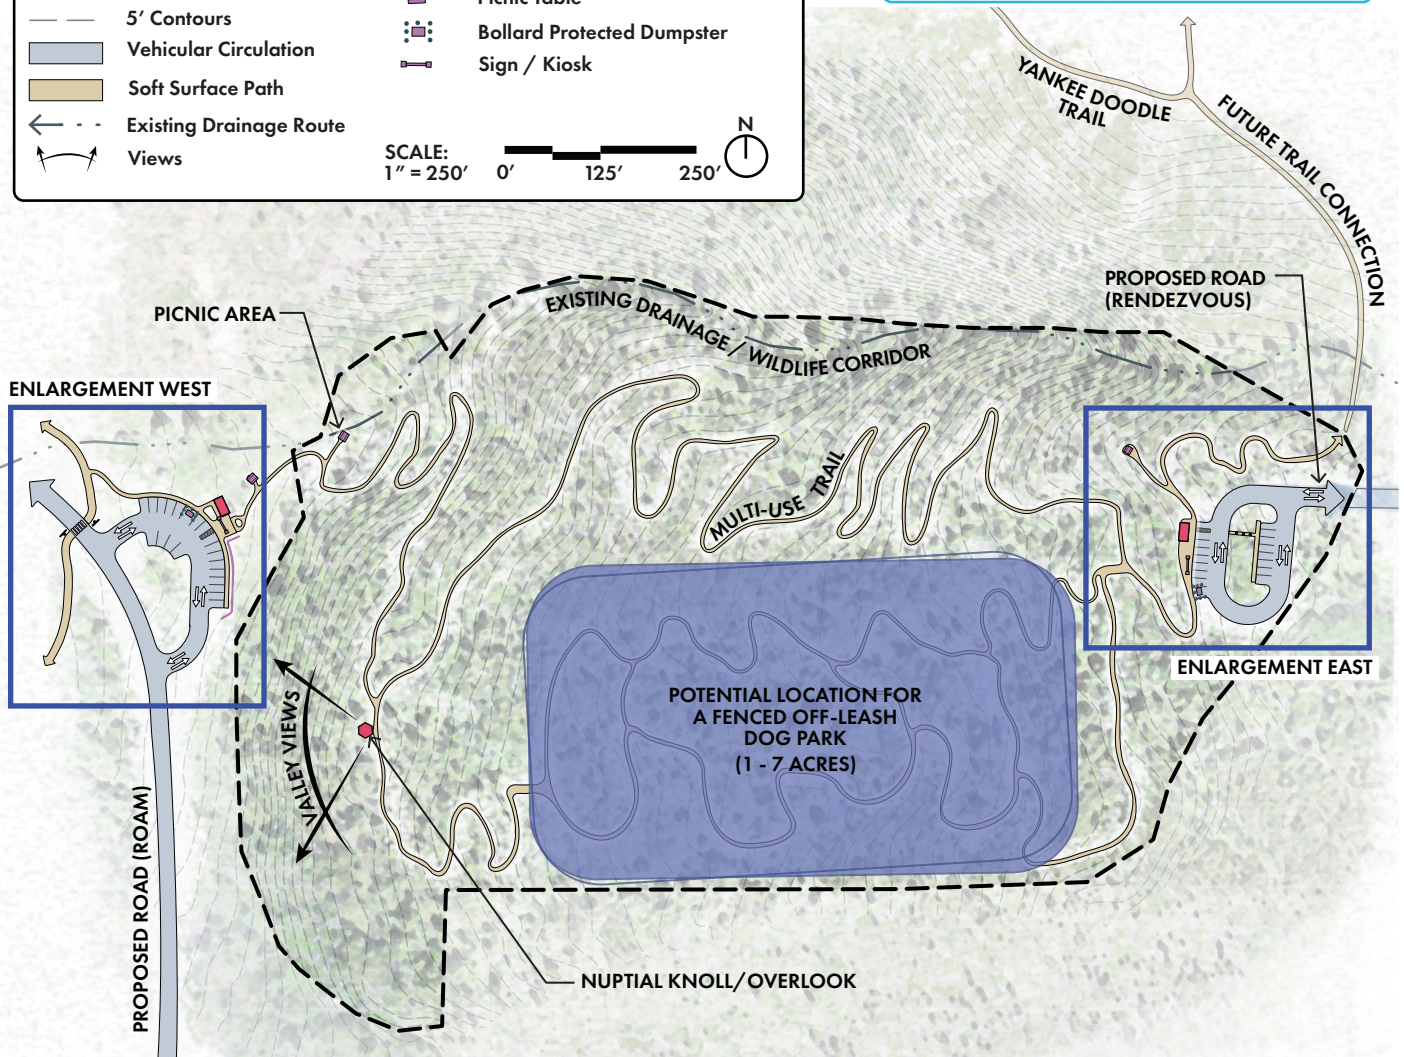 Picnic Table
5’ Contours
Vehicular Circulation
Soft Surface Path
Existing Drainage Route
Views
Bollard Protected Dumpster
Sign / Kiosk
SCALE:
1” = 250’
0’ 125’ 250’
N
YANKEE DOODLE
TRAIL
FUTURE TRAIL CONNECTION
PROPOSED ROAD
(RENDEZVOUS)
PICNIC AREA
EXISTING DRAINAGE / WILDLIFE CORRIDOR
ENLARGEMENT WEST
MULTI-USE TRAIL
ENLARGEMENT EAST
POTENTIAL LOCATION FOR
A FENCED OFF-LEASH
DOG PARK
(1 - 7 ACRES)
VALLEY VIEWS
PROPOSED ROAD (ROAM)
NUPTIAL KNOLL/OVERLOOK